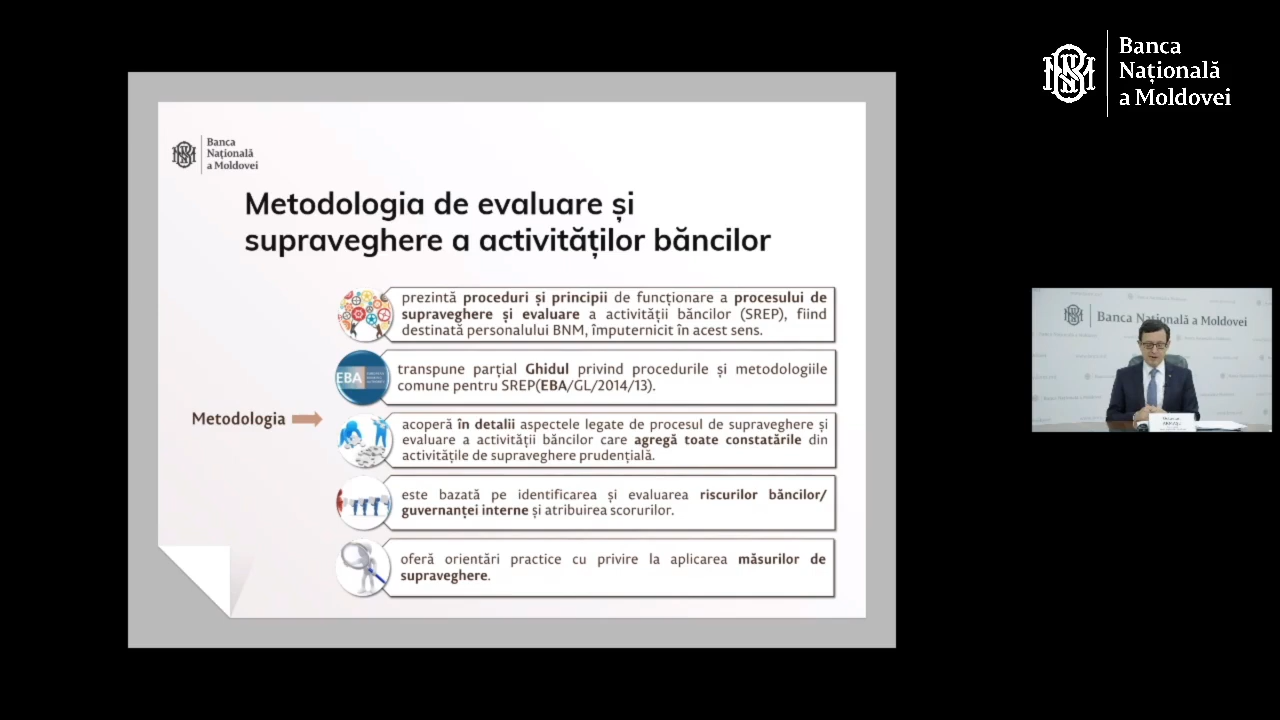 Banca
Națională
a Moldovei
Banca
Națională
a Moldovei
Metodologia de evaluare și
supraveghere a activităților băncilor
prezintă proceduri și principii de funcționare a procesului de
supraveghere și evaluare a activității băncilor (SREP), fiind
destinată personalului BNM, împuternicit în acest sens.
EBA
transpune parțial Ghidul privind procedurile și metodologiile
comune pentru SREP(EBA/GL/2014/13).
Metodologia
acoperă în detalii aspectele legate de procesul de supraveghere și
evaluare a activității băncilor care agregă toate constatările din
activitățile de supraveghere prudențială.
este bazată pe identificarea și evaluarea riscurilor băncilor/
guvernanței interne și atribuirea scorurilor.
oferă orientări practice cu privire la aplicarea măsurilor de
supraveghere.
Banca Națională a Moldovei